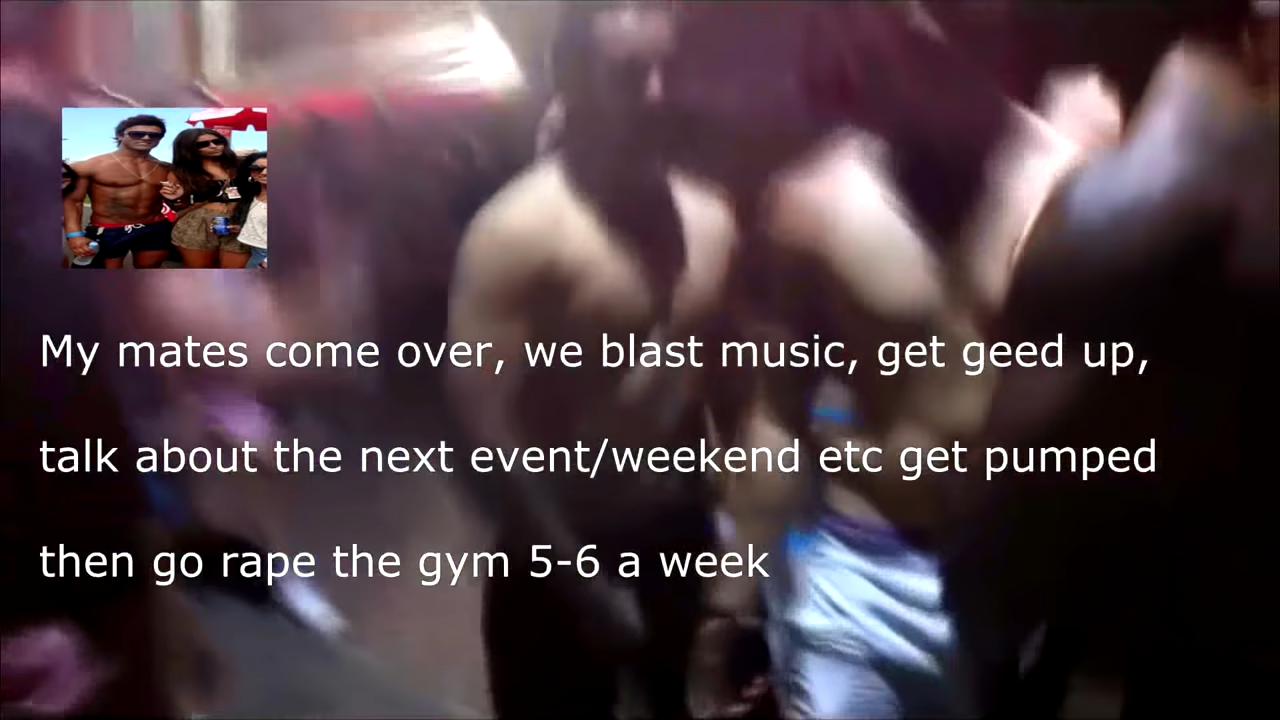 My mates come over, we blast music, get geed up,
talk about the next event/weekend etc get pumped
then go rape the gym 5-6 a week